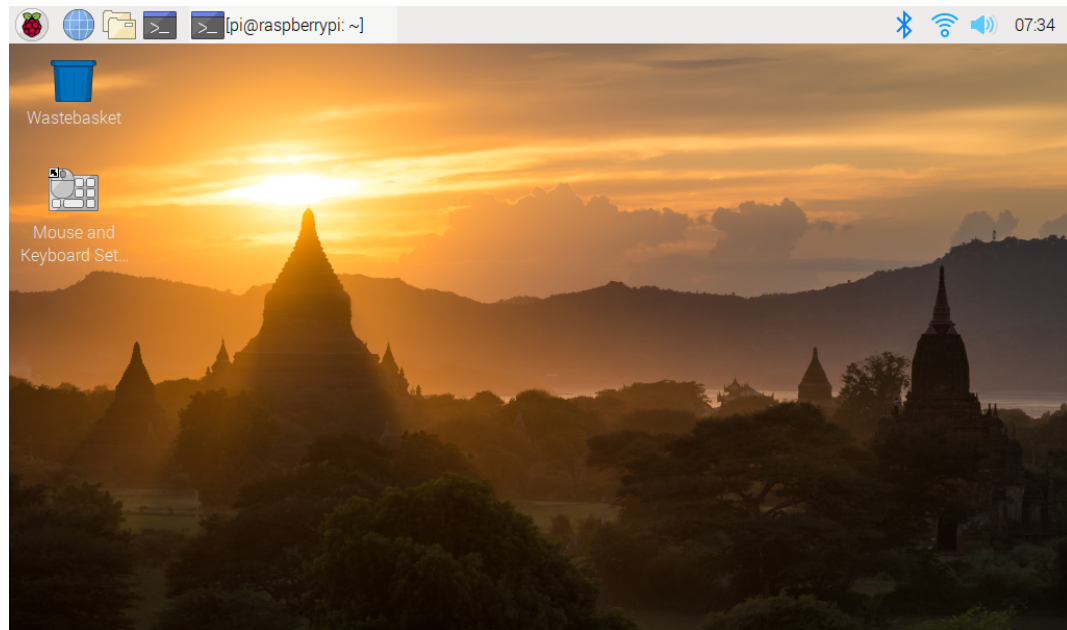 [pi@raspberrypi: ~]
07:34
Wastebasket
Mouse and
Keyboard Set...